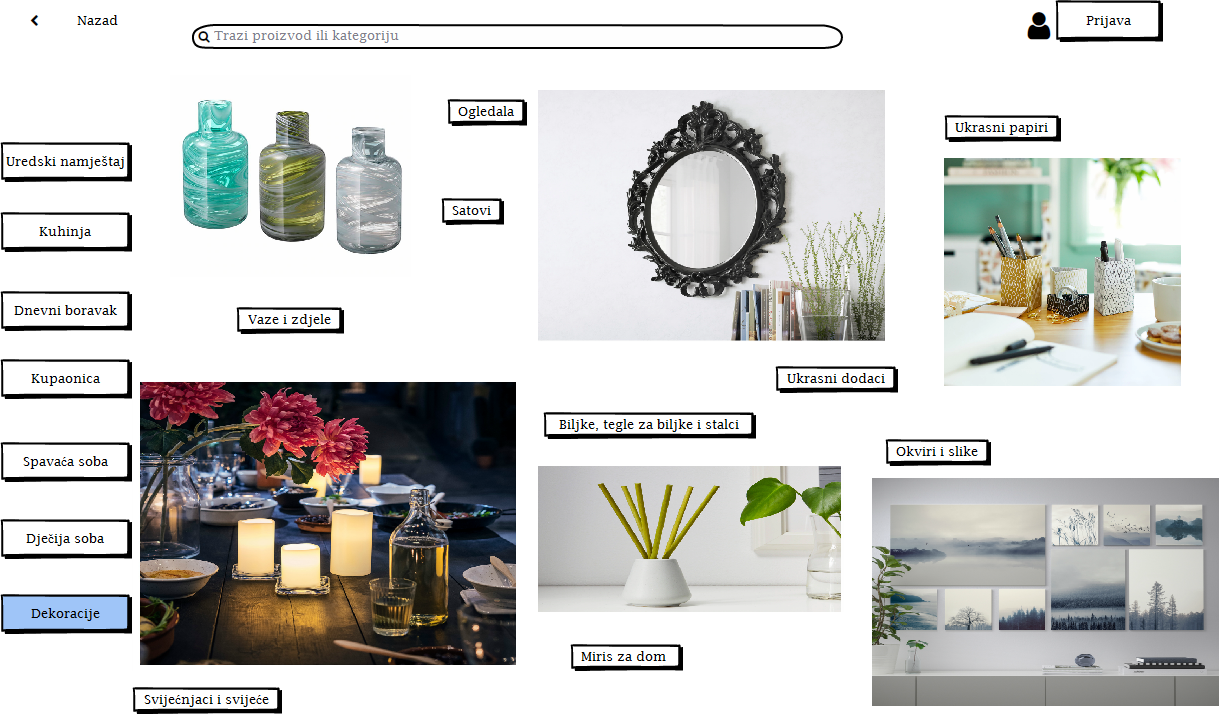 Nazad
Trazi proizvod ili kategoriju
Prijava
Uredski namještaj
Kuhinja
Dnevni boravak
Kupaonica
Spavaća soba
Dječija soba
Dekoracije
Ogledala
Satovi
Ukrasni papiri
Vaze i zdjele
Ukrasni dodaci
Biljke, tegle za biljke i stalci
Okviri i slike
Miris za dom
Svijećnjaci i svijeće